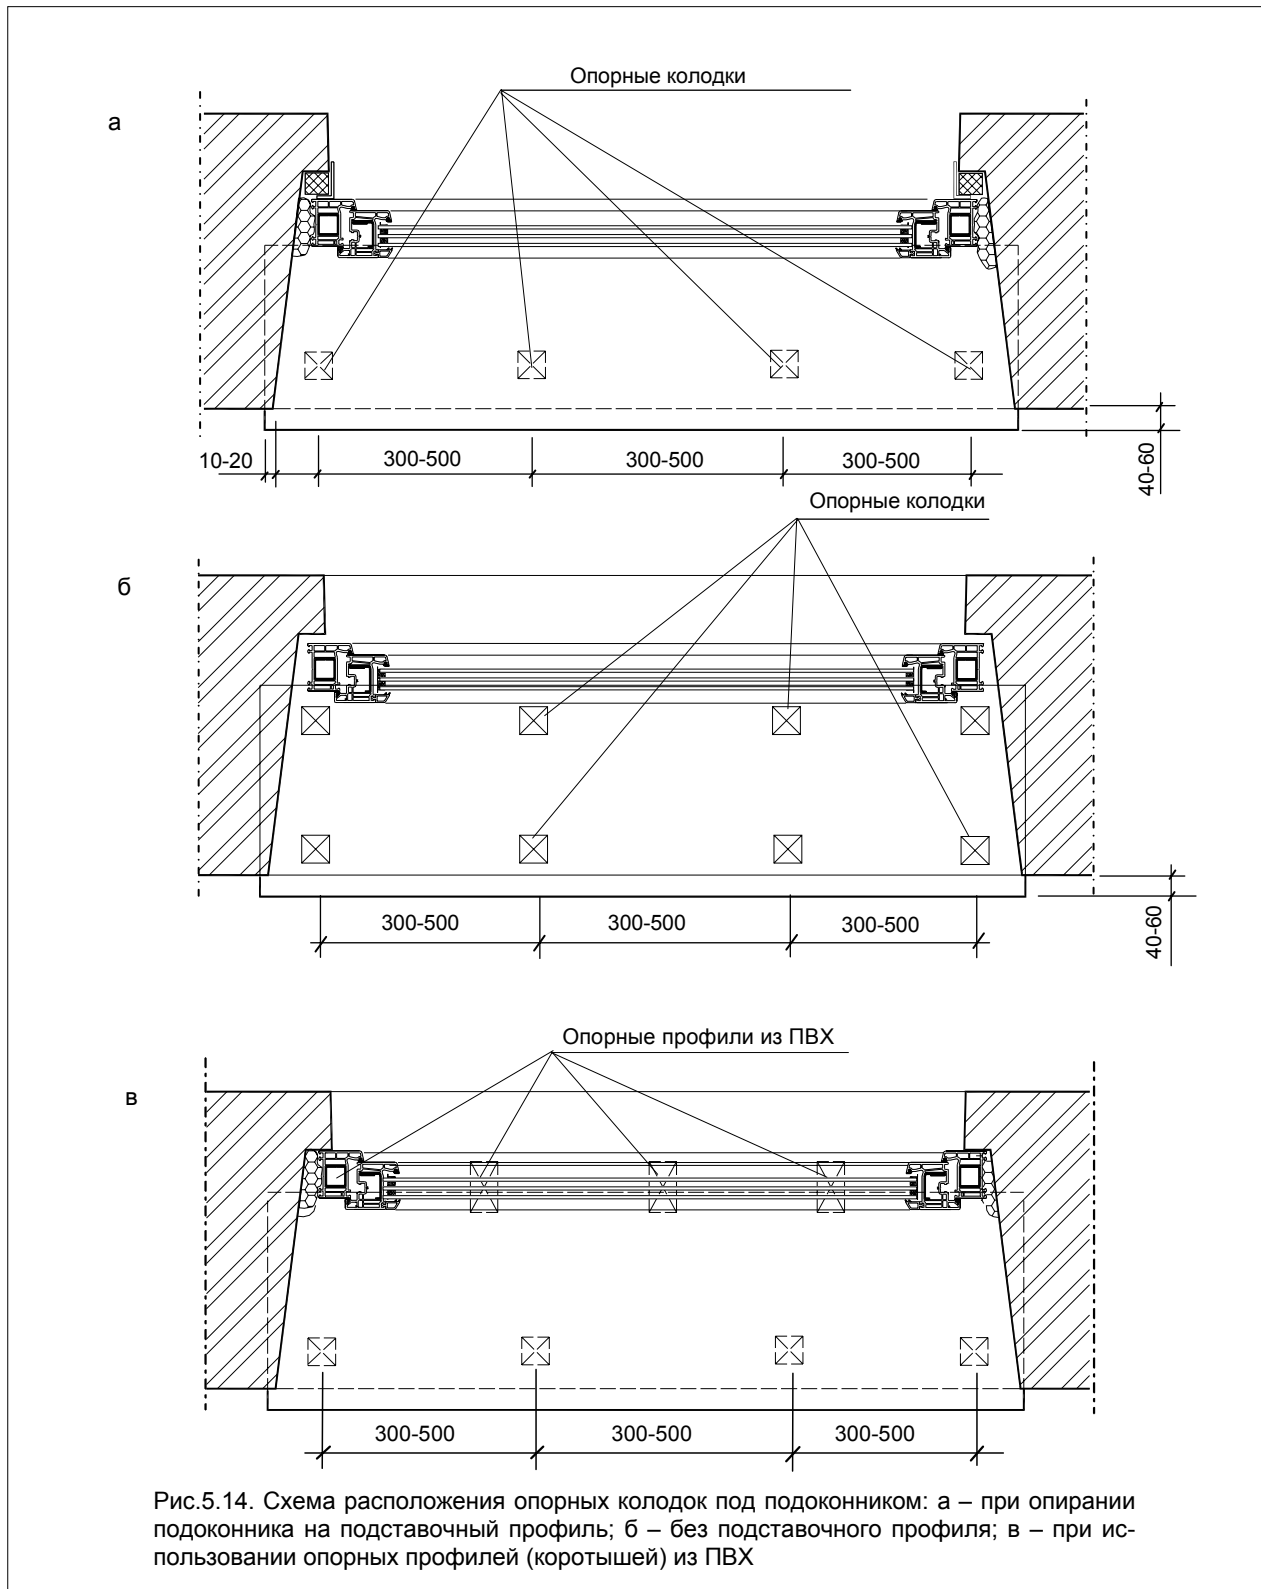 Опорные колодки
а
10-20
300-500
300-500
300-500
40-60
Опорные колодки
б
300-500
300-500
300-500
40-60
Опорные профили из ПВХ
в
300-500
300-500
300-500
Рис.5.14. Схема расположения опорных колодок под подоконником: а – при опирании
подоконника на подставочный профиль; б – без подставочного профиля; в – при ис-
пользовании опорных профилей (коротышей) из ПВХ